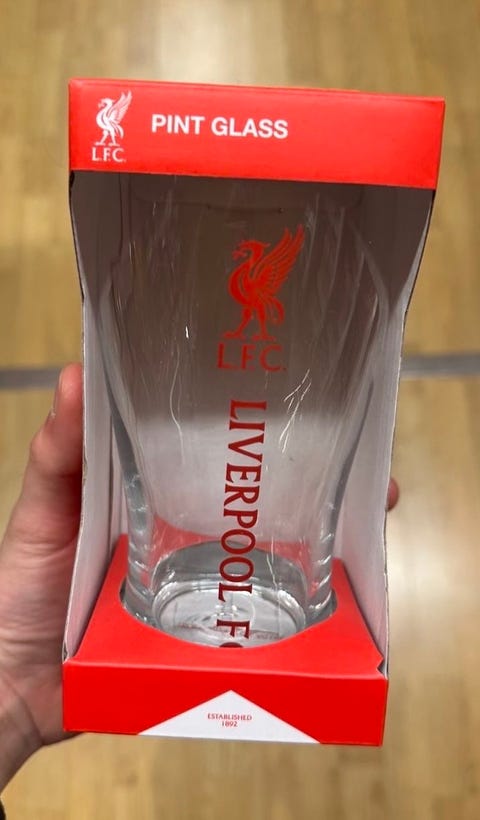 L.F.C.
PINT GLASS
L.F.C.
LIVERPOOL F
ESTABLISHED
1892